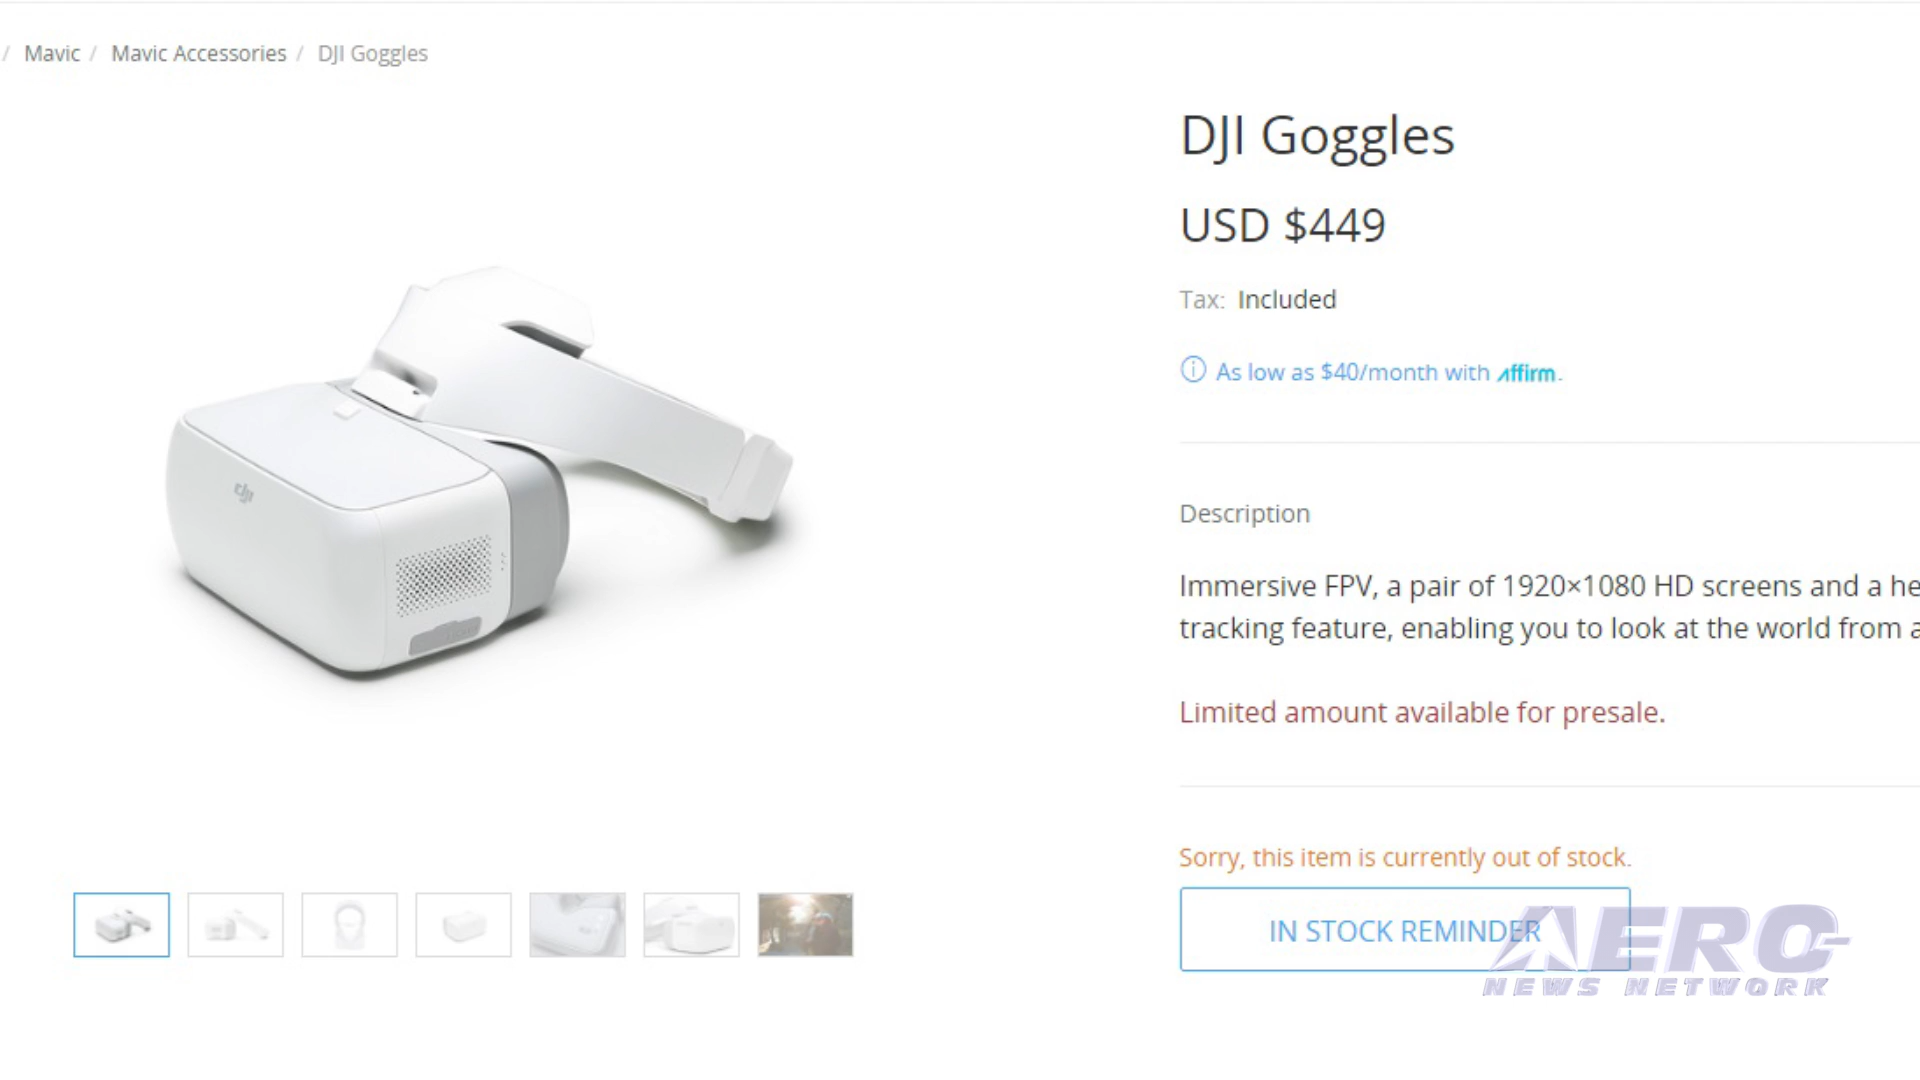 / Mavic / Mavic Accessories / DJI Goggles
DJI Goggles
USD $449
Tax: Included
As low as $40/month with affirm.
Description
Immersive FPV, a pair of 1920×1080 HD screens and a he
tracking feature, enabling you to look at the world from a
Limited amount available for presale.
Sorry, this item is currently out of stock.
IN STOCK REMINDER
AERO
NEWS NETWORK
dji